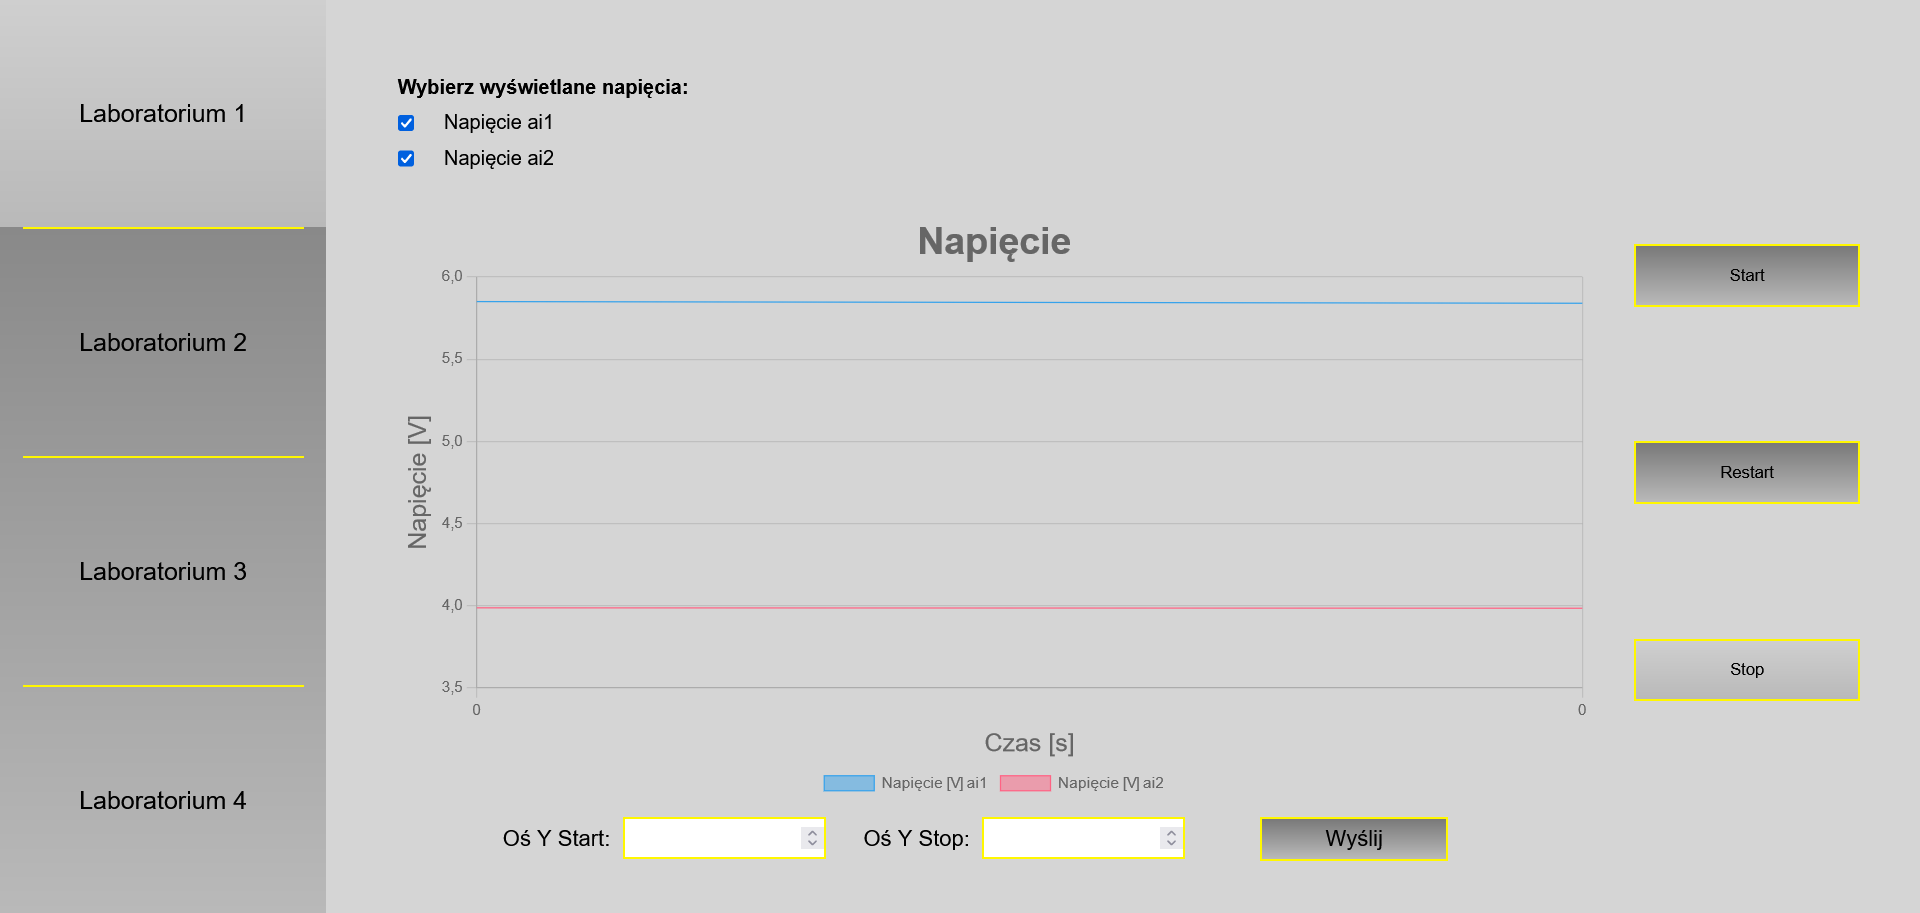 Laboratorium 1
Laboratorium 2
Laboratorium 3
Laboratorium 4
Wybierz wyświetlane napięcia:
Napięcie ai1
Napięcie ai2
Napięcie
Napięcie [V]
6,0
5,5
5,0
4,5
4,0
3,5
0 0
Czas [s]
Napięcie [V] ai1 Napięcie [V] ai2
Oś Y Start: Oś Y Stop: Wyślij
Start
Restart
Stop